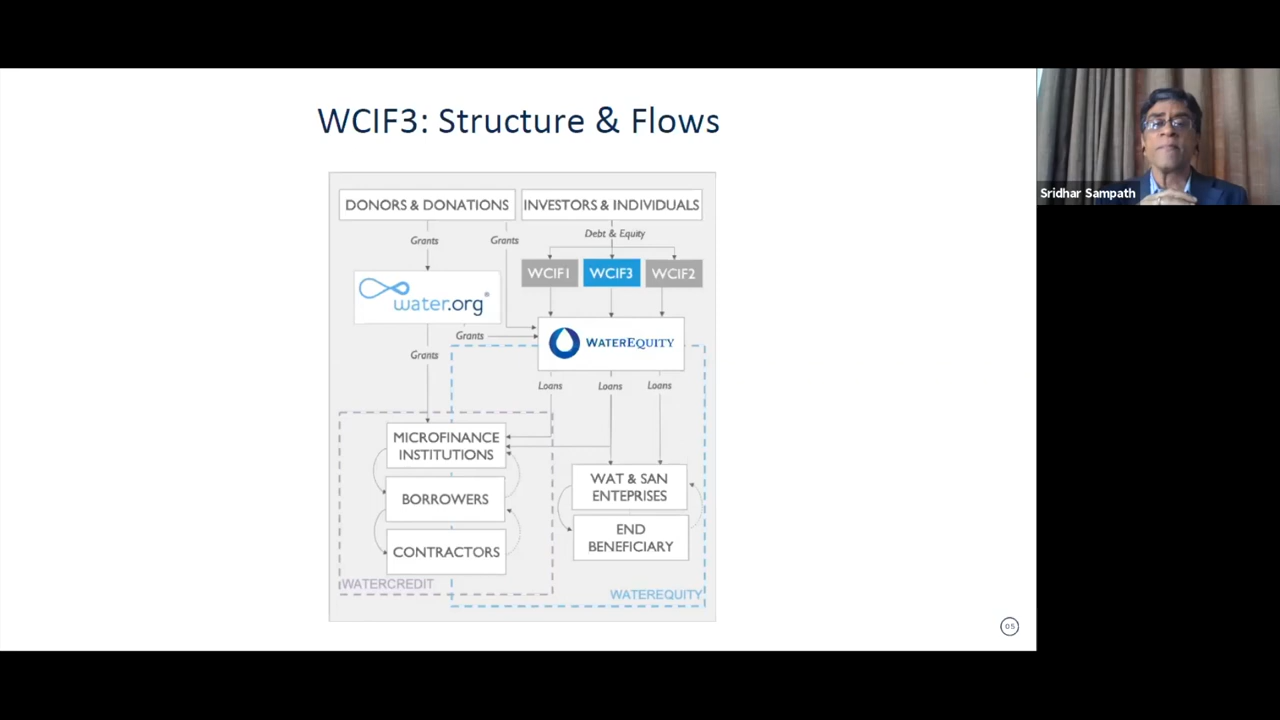 WCIF3: Structure & Flows
Sridhar Sampath
DONORS & DONATIONS
INVESTORS & INDIVIDUALS
Grants
Grants
Debt & Equity
WCIF1
WCIF3
WCIF2
water.org®
WATEREQUITY
Grants
Grants
Loans
Loans
Loans
MICROFINANCE
INSTITUTIONS
BORROWERS
CONTRACTORS
WAT & SAN
ENTEPRISES
END
BENEFICIARY
WATERCREDIT
WATEREQUITY
05